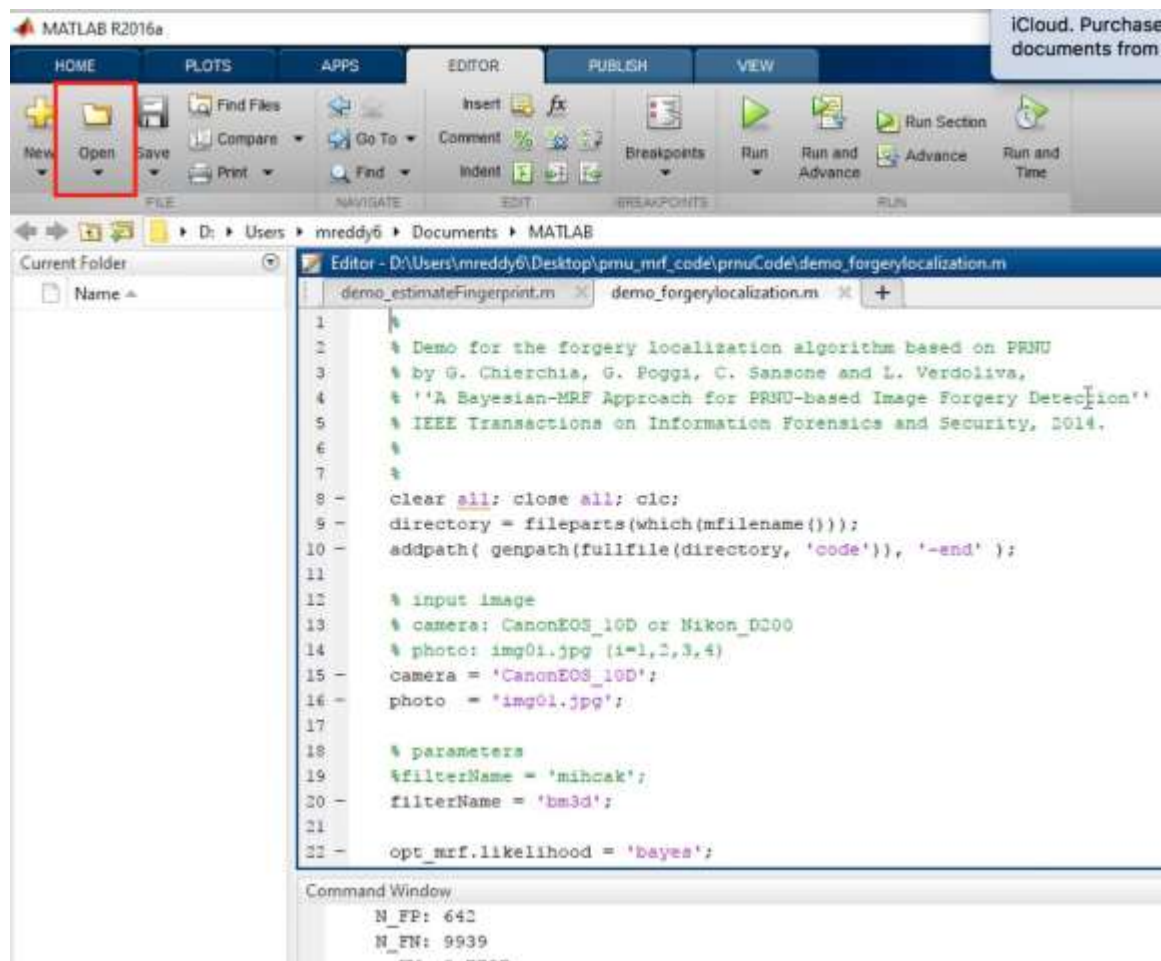 MATLAB R2016a
iCloud. Purchase
documents from
HOME PLOTS APPS EDITOR PUBLISH VIEW
New Open Save
Find Files
Compare
Print
FILE
Go To
Find
NAVIGATE
Insert fx
Comment
Indent
EDIT
Breakpoints
BREAKPOINTS
Run
Run and
Advance
Run Section
Advance
Run and
Time
RUN
D: Users mreddy6 Documents MATLAB
Current Folder
Name
Editor - D:\Users\mreddy6\Desktop\prnu_mrf_code\prnuCode\demo_forgerylocalization.m
demo_estimateFingerprint.m demo_forgerylocalization.m +
1 %
2 % Demo for the forgery localization algorithm based on PRNU
3 % by G. Chierchia, G. Poggi, C. Sansone and L. Verdoliva,
4 % ''A Bayesian-MRF Approach for PRNU-based Image Forgery Detection''
5 % IEEE Transactions on Information Forensics and Security, 2014.
6 %
7 %
8 - clear all; close all; clc;
9 - directory = fileparts(which(mfilename()));
10 - addpath( genpath(fullfile(directory, 'code')), '-end' );
11
12 % input image
13 % camera: CanonEOS_10D or Nikon_D200
14 % photo: img0i.jpg (i=1,2,3,4)
15 - camera = 'CanonEOS_10D';
16 - photo = 'img01.jpg';
17
18 % parameters
19 %filterName = 'mihcak';
20 - filterName = 'bm3d';
21
22 - opt_mrf.likelihood = 'bayes';
Command Window
N_FP: 642
N_FN: 9939